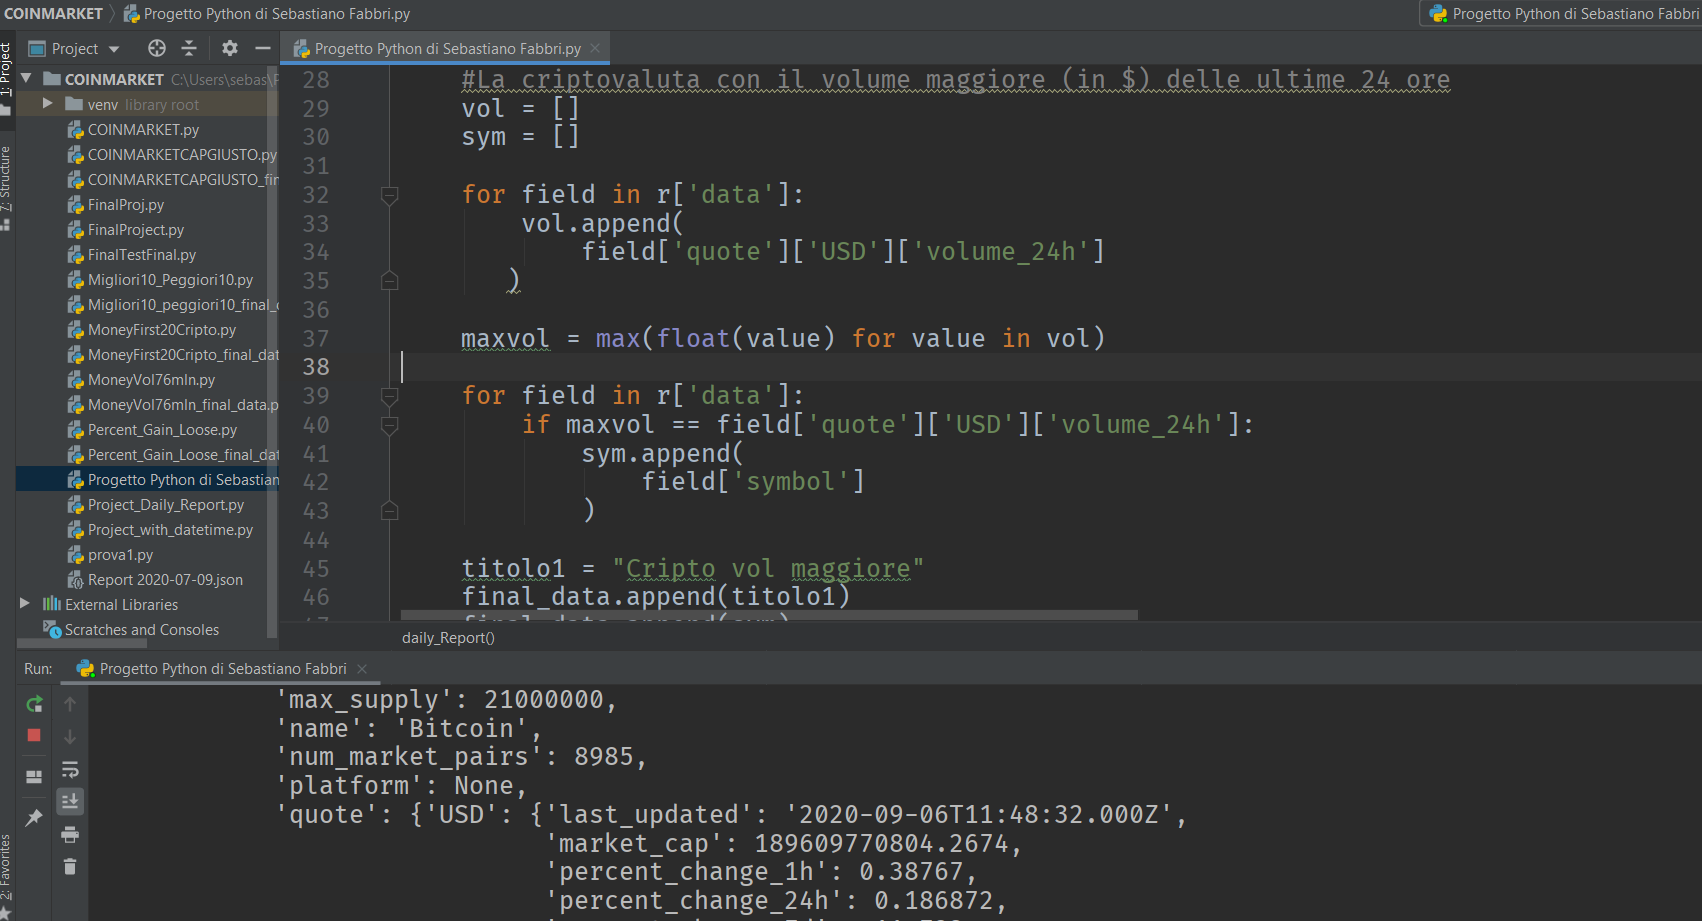 COINMARKET Progetto Python di Sebastiano Fabbri.py
Progetto Python di Sebastiano Fabbri
1: Project
7: Structure
2: Favorites
Project
COINMARKET C:\Users\sebas\P
venv library root
COINMARKET.py
COINMARKETCAPGIUSTO.py
COINMARKETCAPGIUSTO_fin
FinalProj.py
FinalProject.py
FinalTestFinal.py
Migliori10_Peggiori10.py
Migliori10_peggiori10_final_d
MoneyFirst20Cripto.py
MoneyFirst20Cripto_final_dat
MoneyVol76mln.py
MoneyVol76mln_final_data.p
Percent_Gain_Loose.py
Percent_Gain_Loose_final_dat
Progetto Python di Sebastian
Project_Daily_Report.py
Project_with_datetime.py
prova1.py
Report 2020-07-09.json
External Libraries
Scratches and Consoles
Progetto Python di Sebastiano Fabbri.py
28 #La criptovaluta con il volume maggiore (in $) delle ultime 24 ore
29 vol = []
30 sym = []
31
32 for field in r['data']:
33 vol.append(
34 field['quote']['USD']['volume_24h']
35 )
36
37 maxvol = max(float(value) for value in vol)
38
39 for field in r['data']:
40 if maxvol == field['quote']['USD']['volume_24h']:
41 sym.append(
42 field['symbol']
43 )
44
45 titolo1 = "Cripto vol maggiore"
46 final_data.append(titolo1)
47 final_data.append(sym)
daily_Report()
Run: Progetto Python di Sebastiano Fabbri
'max_supply': 21000000,
'name': 'Bitcoin',
'num_market_pairs': 8985,
'platform': None,
'quote': {'USD': {'last_updated': '2020-09-06T11:48:32.000Z',
'market_cap': 189609770804.2674,
'percent_change_1h': 0.38767,
'percent_change_24h': 0.186872,